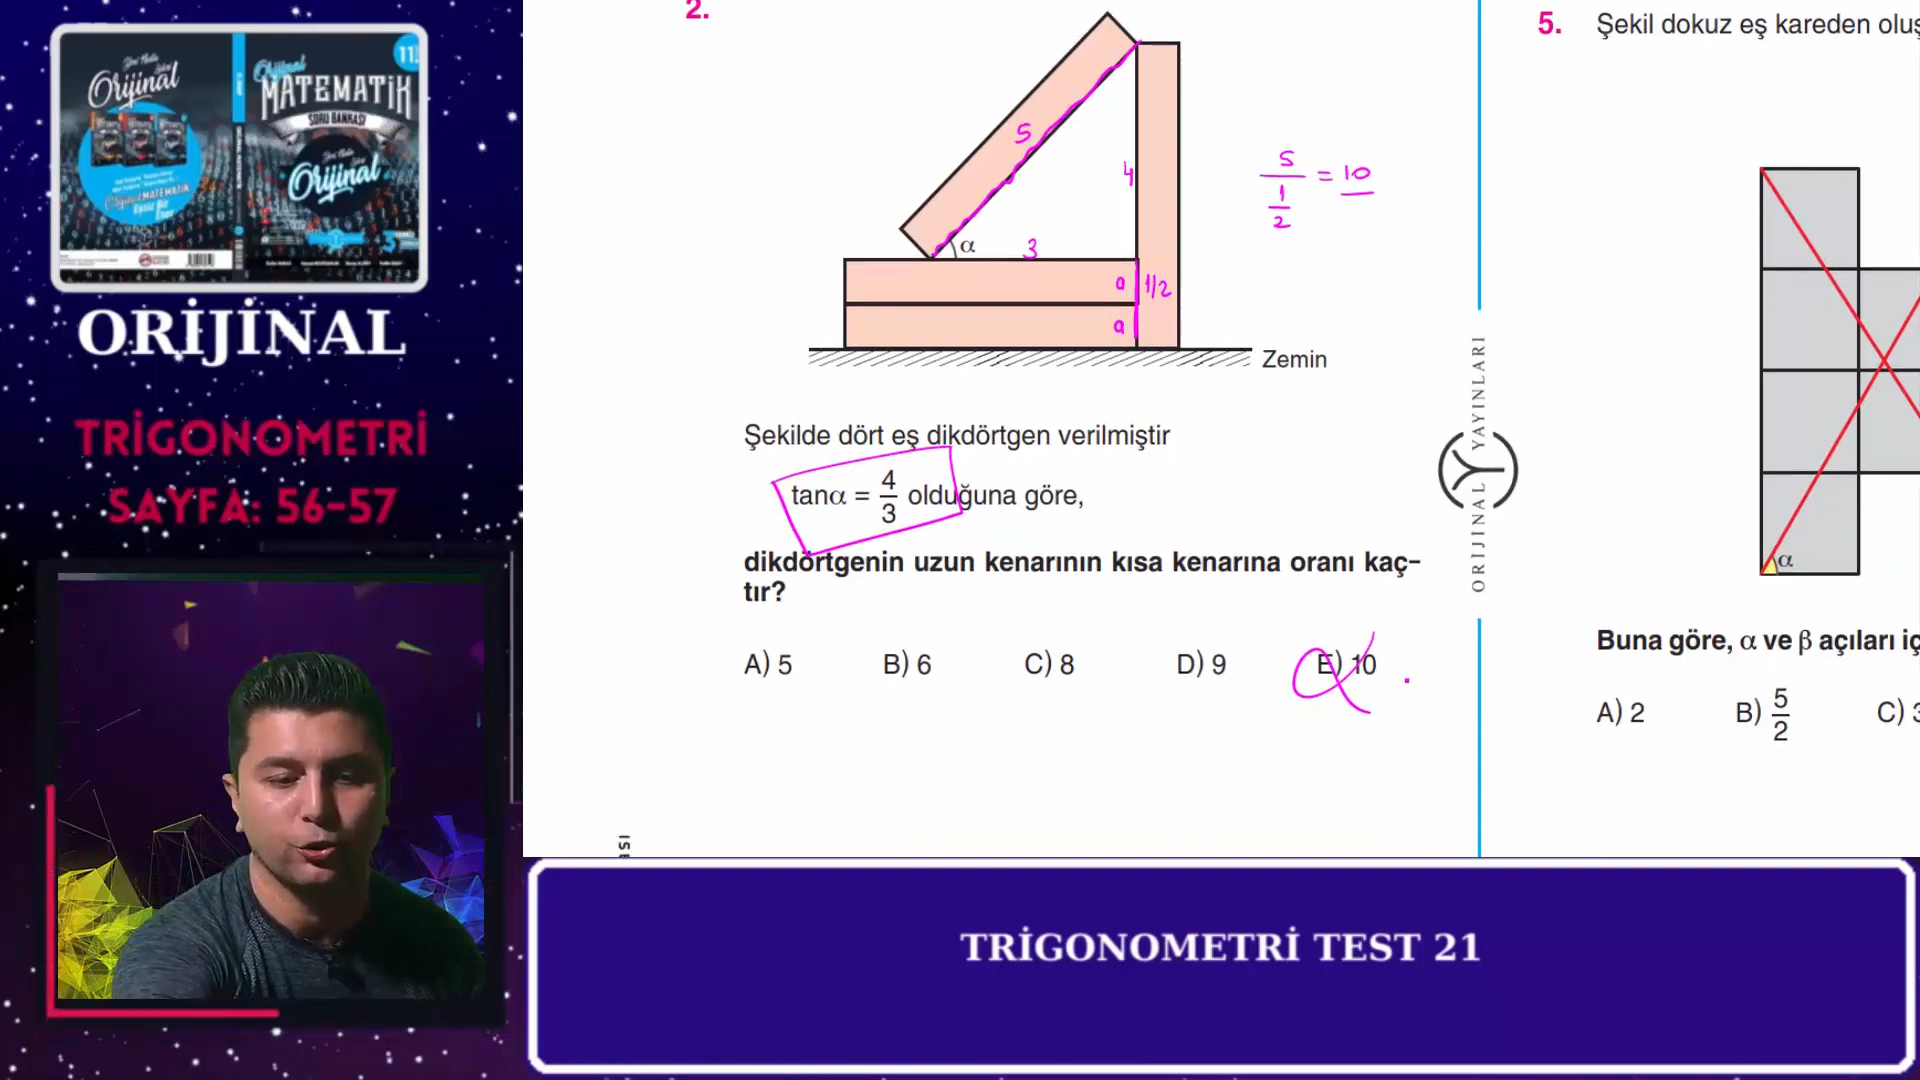 Orijinal
11.
Orijinal
MATEMATİK
SORU BANKASI
Orijinal
ORİJİNAL
TRİGONOMETRİ
SAYFA: 56-57
2.
5
4
α
3
a
1/2
a
Zemin
5
1
2
= 10
Şekilde dört eş dikdörtgen verilmiştir
tanα = 4/3 olduğuna göre,
dikdörtgenin uzun kenarının kısa kenarına oranı kaç-
tır?
A) 5 B) 6 C) 8 D) 9 E) 10
ORİJİNAL YAYINLARI
5. Şekil dokuz eş kareden oluş
α
Buna göre, α ve β açıları iç
A) 2 B) 5/2 C) 3
TRİGONOMETRİ TEST 21